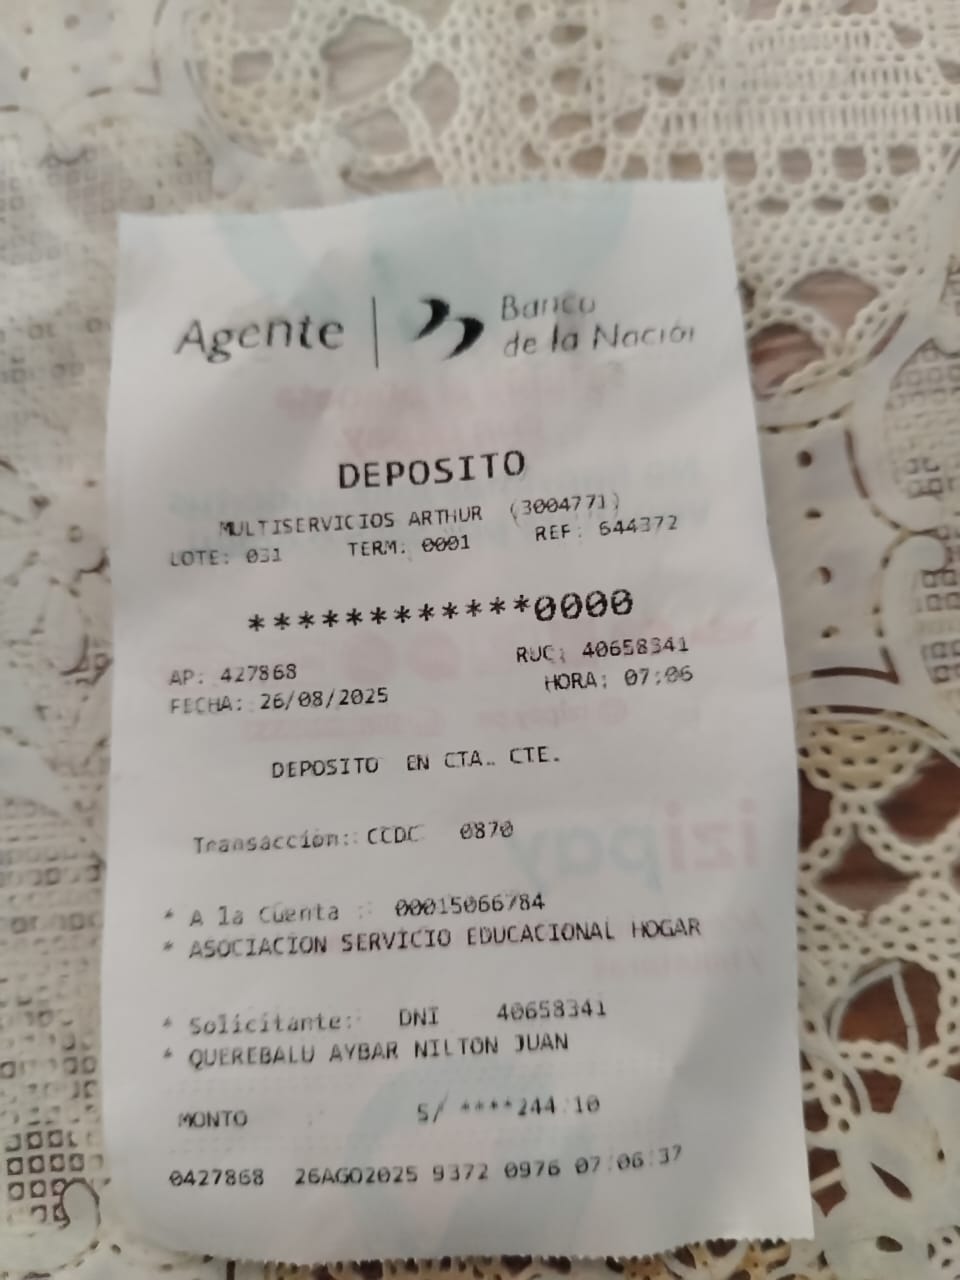 Agente | Banco
de la Nación
DEPOSITO
MULTISERVICIOS ARTHUR (3004771)
LOTE: 031 TERM: 0001 REF: 644372
************0000
AP: 427868 RUC: 40658341
FECHA: 26/08/2025 HORA: 07:06
DEPOSITO EN CTA. CTE.
Transacción: CCDC 0870
* A la Cuenta : 00015066784
* ASOCIACION SERVICIO EDUCACIONAL HOGAR
* Solicitante: DNI 40658341
* QUEREBALU AYBAR NILTON JUAN
MONTO : S/ ****244.10
0427868 26AGO2025 9372 0976 07:06:37
izipay